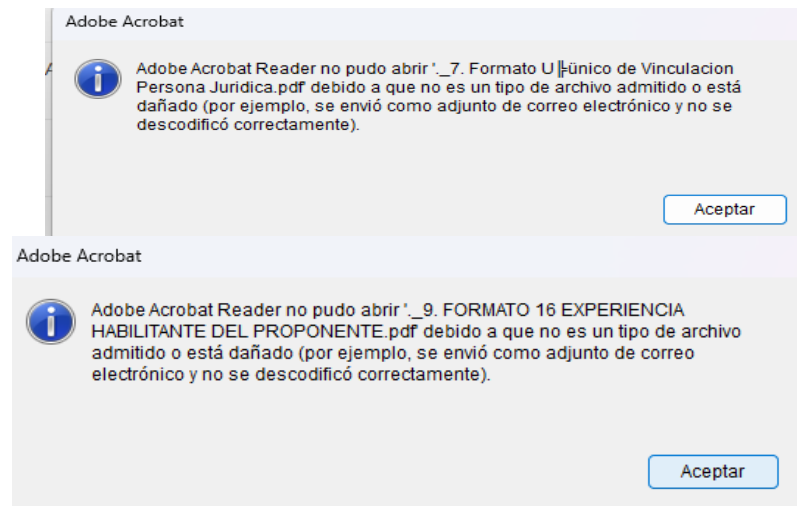 Adobe Acrobat
Adobe Acrobat Reader no pudo abrir '._7. Formato U╠único de Vinculacion
Persona Juridica.pdf' debido a que no es un tipo de archivo admitido o está
dañado (por ejemplo, se envió como adjunto de correo electrónico y no se
descodificó correctamente).
Aceptar
Adobe Acrobat
Adobe Acrobat Reader no pudo abrir '._9. FORMATO 16 EXPERIENCIA
HABILITANTE DEL PROPONENTE.pdf' debido a que no es un tipo de archivo
admitido o está dañado (por ejemplo, se envió como adjunto de correo
electrónico y no se descodificó correctamente).
Aceptar